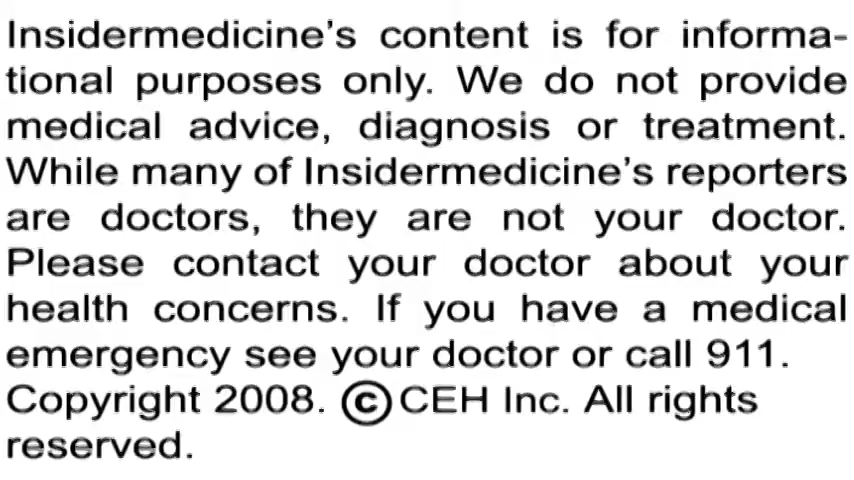 Insidermedicine's content is for informa-
tional purposes only. We do not provide
medical advice, diagnosis or treatment.
While many of Insidermedicine's reporters
are doctors, they are not your doctor.
Please contact your doctor about your
health concerns. If you have a medical
emergency see your doctor or call 911.
Copyright 2008. © CEH Inc. All rights
reserved.